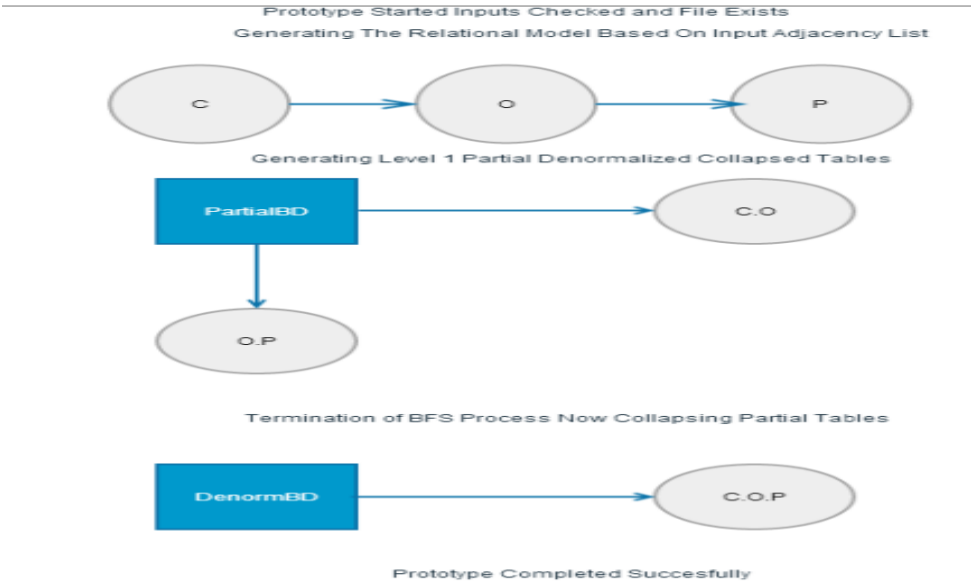 Prototype Started Inputs Checked and File Exists
Generating The Relational Model Based On Input Adjacency List
C
O
P
Generating Level 1 Partial Denormalized Collapsed Tables
PartialBD
C.O
O.P
Termination of BFS Process Now Collapsing Partial Tables
DenormBD
C.O.P
Prototype Completed Succesfully